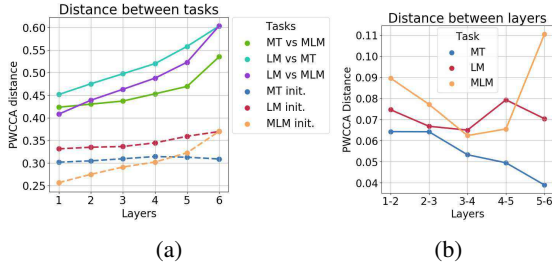 Distance between tasks
PWCCA distance
0.60
0.55
0.50
0.45
0.40
0.35
0.30
0.25
1 2 3 4 5 6
Layers
Tasks
MT vs MLM
LM vs MT
LM vs MLM
MT init.
LM init.
MLM init.
(a)
Distance between layers
PWCCA Distance
0.11
0.10
0.09
0.08
0.07
0.06
0.05
0.04
1-2 2-3 3-4 4-5 5-6
Layers
Task
MT
LM
MLM
(b)